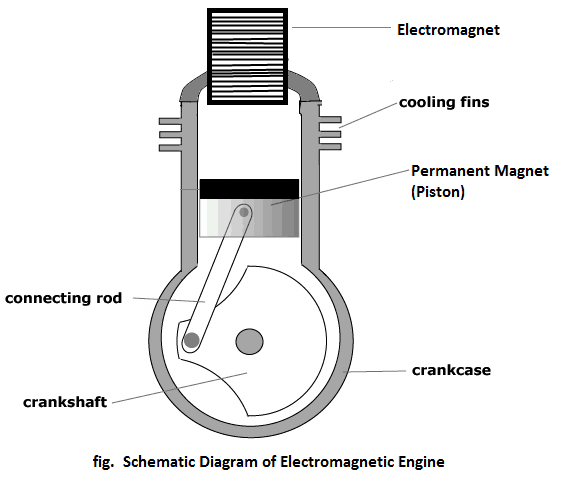 Electromagnet
cooling fins
Permanent Magnet
(Piston)
connecting rod
crankcase
crankshaft
fig. Schematic Diagram of Electromagnetic Engine